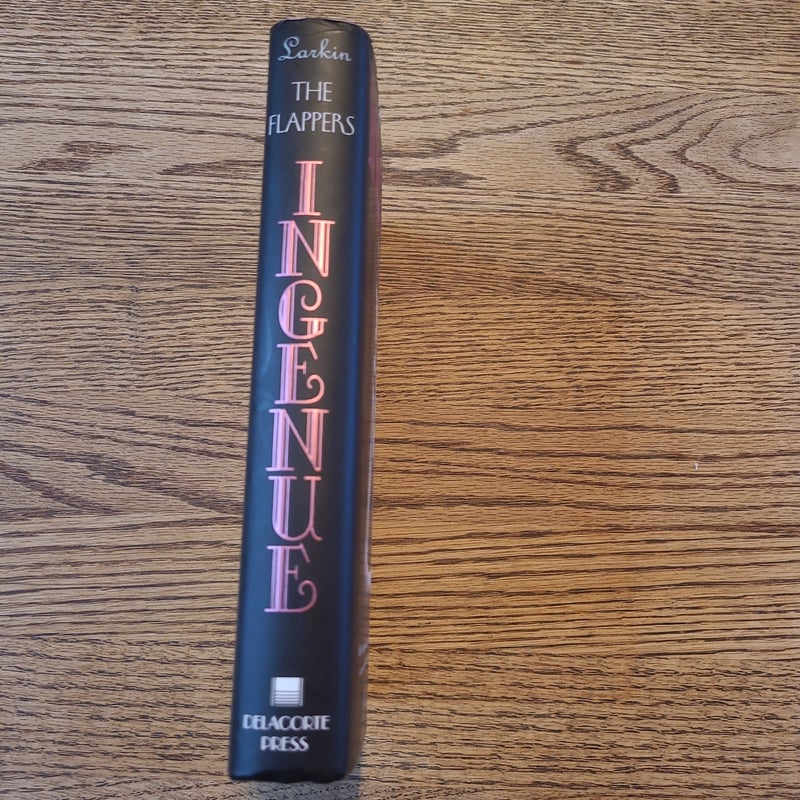 Larkin
THE
FLAPPERS
INGENUE
DELACORTE
PRESS